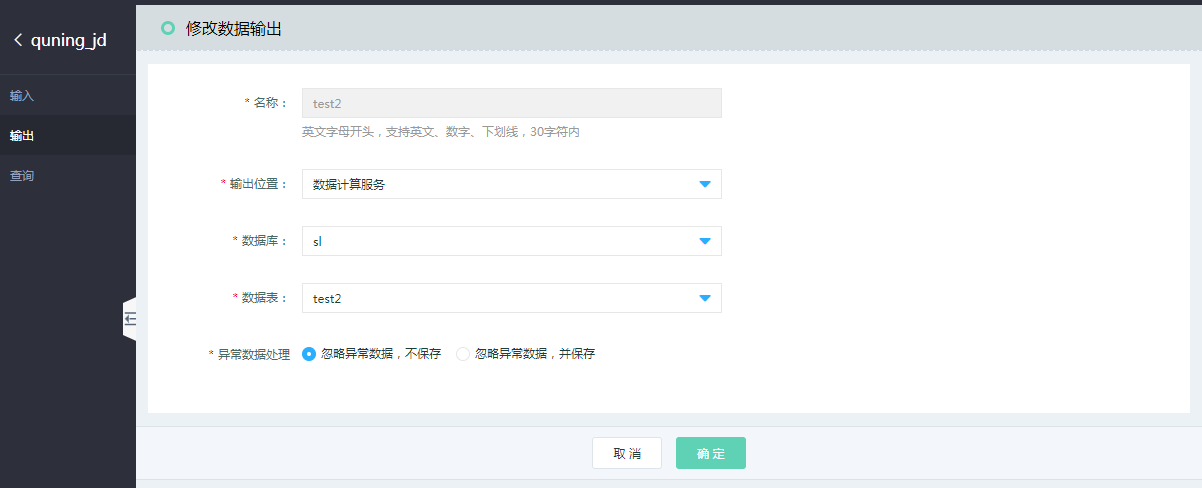 quning_jd
输入
输出
查询
修改数据输出
* 名称：
test2
英文字母开头，支持英文、数字、下划线，30字符内
* 输出位置：
数据计算服务
* 数据库：
sl
* 数据表：
test2
* 异常数据处理
忽略异常数据，不保存
忽略异常数据，并保存
取 消
确 定